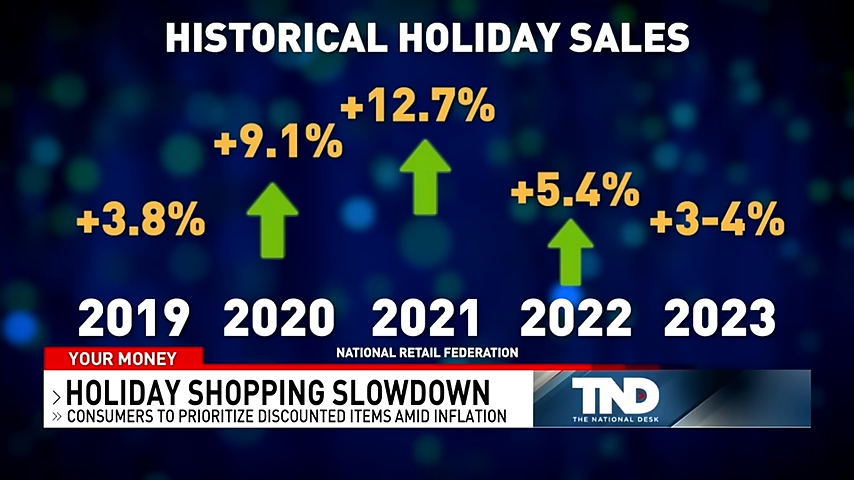 HISTORICAL HOLIDAY SALES
+3.8% +9.1% +12.7% +5.4% +3-4%
2019 2020 2021 2022 2023
NATIONAL RETAIL FEDERATION
YOUR MONEY
› HOLIDAY SHOPPING SLOWDOWN
» CONSUMERS TO PRIORITIZE DISCOUNTED ITEMS AMID INFLATION
TND
THE NATIONAL DESK